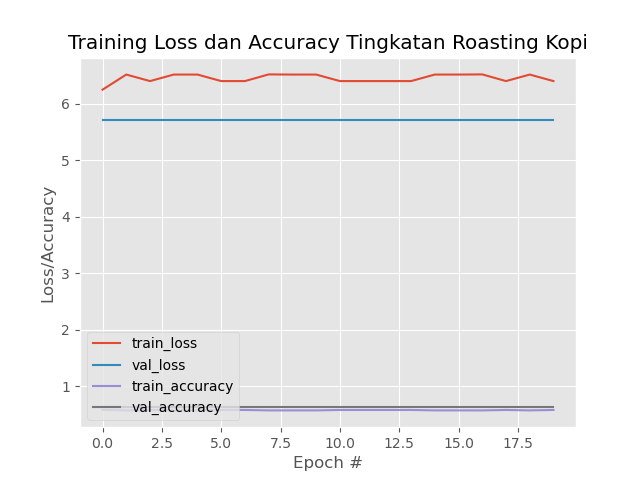 Training Loss dan Accuracy Tingkatan Roasting Kopi
6
5
4
3
2
1
Loss/Accuracy
train_loss
val_loss
train_accuracy
val_accuracy
0.0 2.5 5.0 7.5 10.0 12.5 15.0 17.5
Epoch #